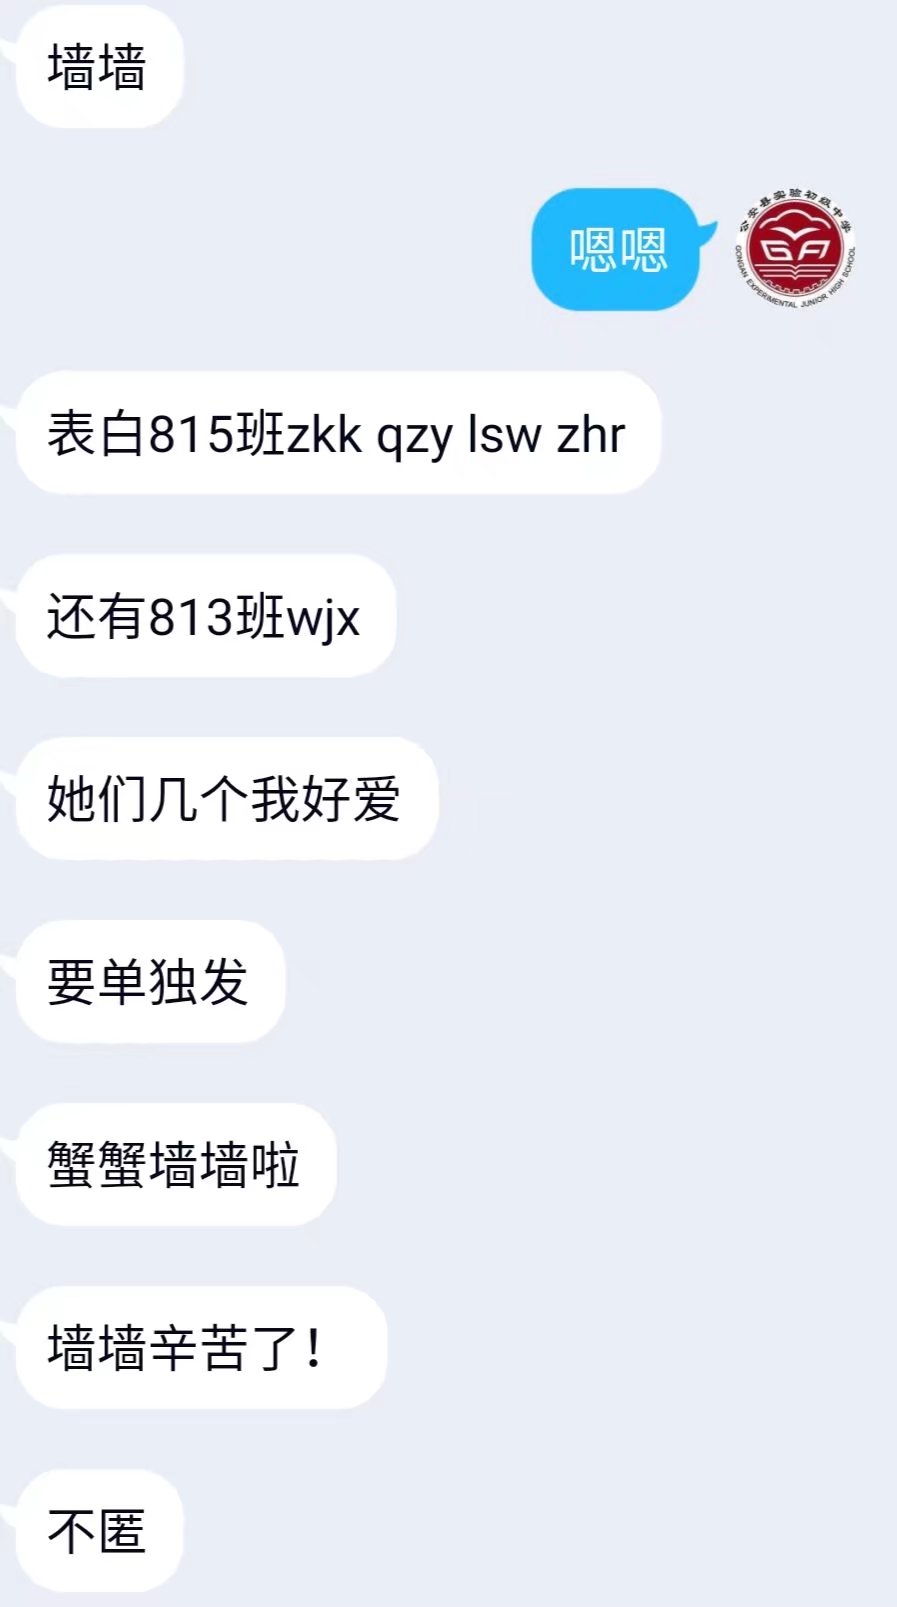 墙墙
嗯嗯
公安县实验初级中学
GONGAN EXPERIMENTAL JUNIOR HIGH SCHOOL
GA
表白815班zkk qzy lsw zhr
还有813班wjx
她们几个我好爱
要单独发
蟹蟹墙墙啦
墙墙辛苦了！
不匿